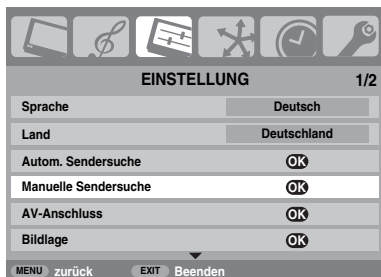 EINSTELLUNG 1/2
Sprache Deutsch
Land Deutschland
Autom. Sendersuche OK
Manuelle Sendersuche OK
AV-Anschluss OK
Bildlage OK
MENU zurück EXIT Beenden